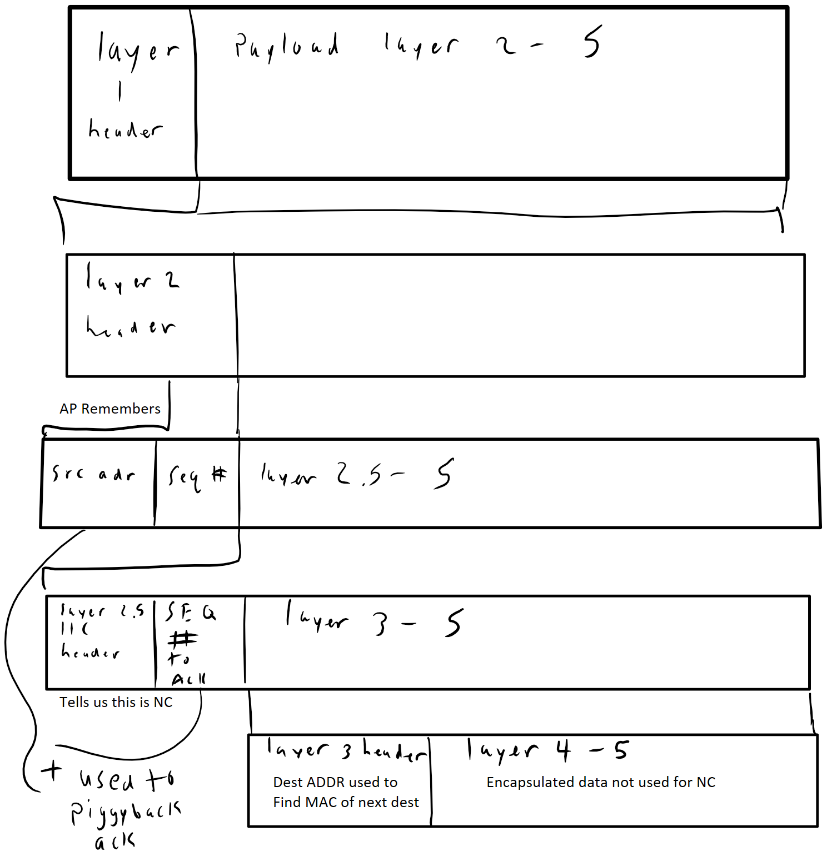 layer
1
header
Payload layer 2 - 5
layer 2
header
AP Remembers
src adr
seq #
layer 2.5 - 5
layer 2.5
llc
header
SEQ
#
to
ACK
layer 3 - 5
Tells us this is NC
layer 3 header
layer 4 - 5
Dest ADDR used to
Find MAC of next dest
Encapsulated data not used for NC
+ used to
piggyback
ack